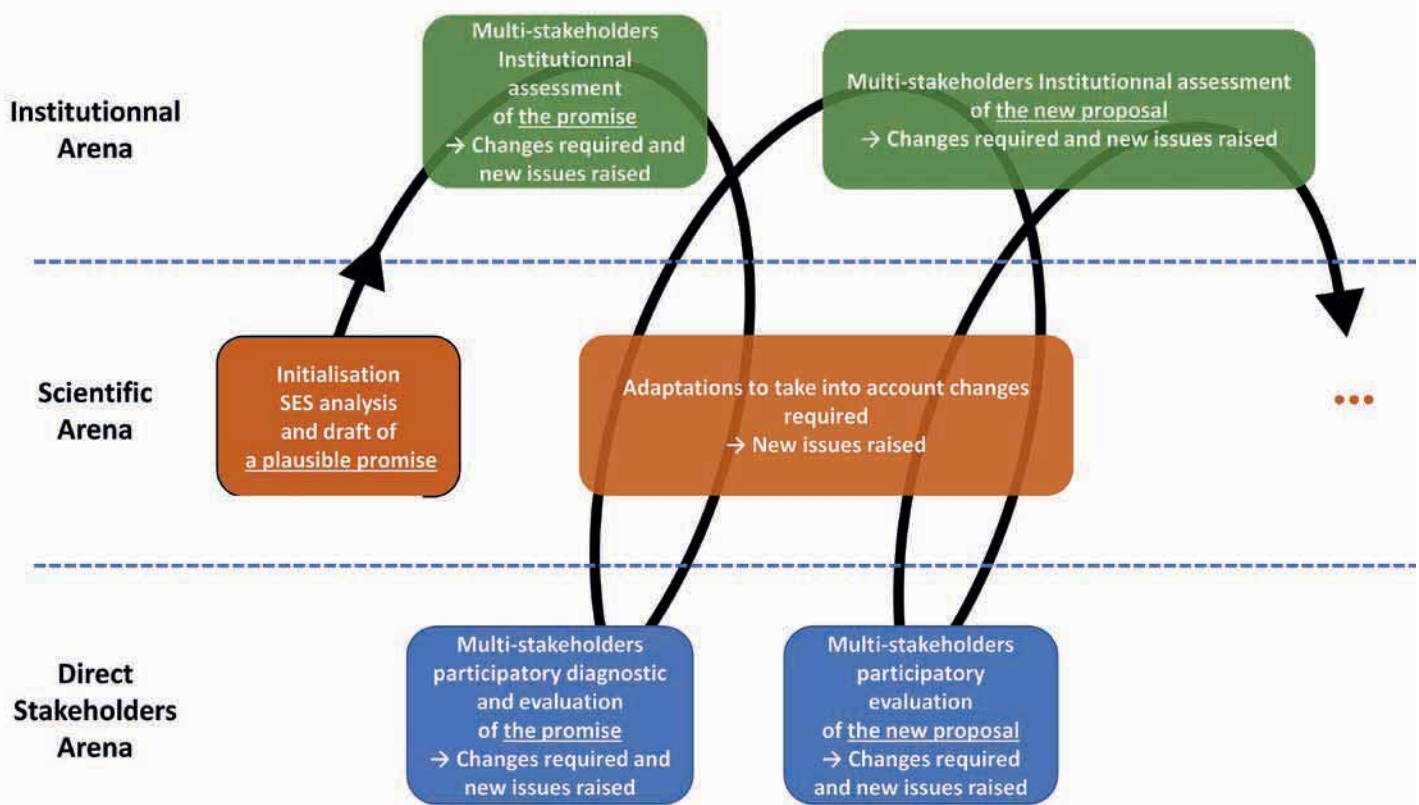 Institutionnal
Arena
Multi-stakeholders
Institutionnal
assessment
of the promise
→ Changes required and
new issues raised
Multi-stakeholders Institutionnal assessment
of the new proposal
→ Changes required and new issues raised
Scientific
Arena
Initialisation
SES analysis
and draft of
a plausible promise
Adaptations to take into account changes
required
→ New issues raised
...
Direct
Stakeholders
Arena
Multi-stakeholders
participatory diagnostic
and evaluation
of the promise
→ Changes required and
new issues raised
Multi-stakeholders
participatory
evaluation
of the new proposal
→ Changes required
and new issues raised